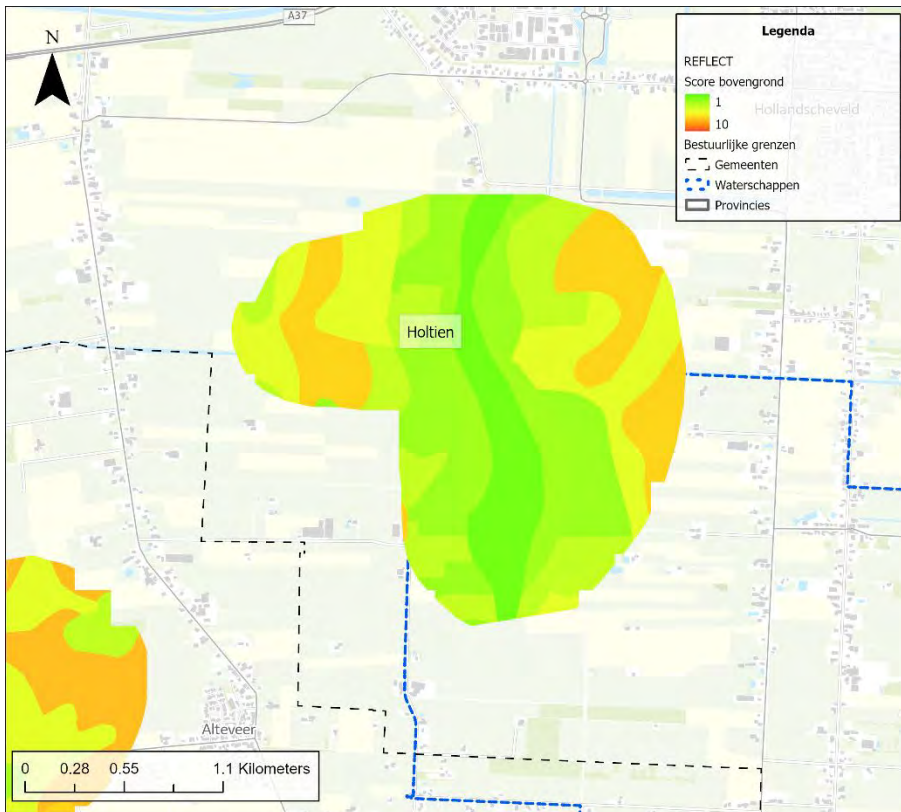 A37
N
Legenda
REFLECT
Score bovengrond
1
10
Bestuurlijke grenzen
Gemeenten
Waterschappen
Provincies
Hollandscheveld
Holtien
Alteveer
0 0.28 0.55 1.1 Kilometers